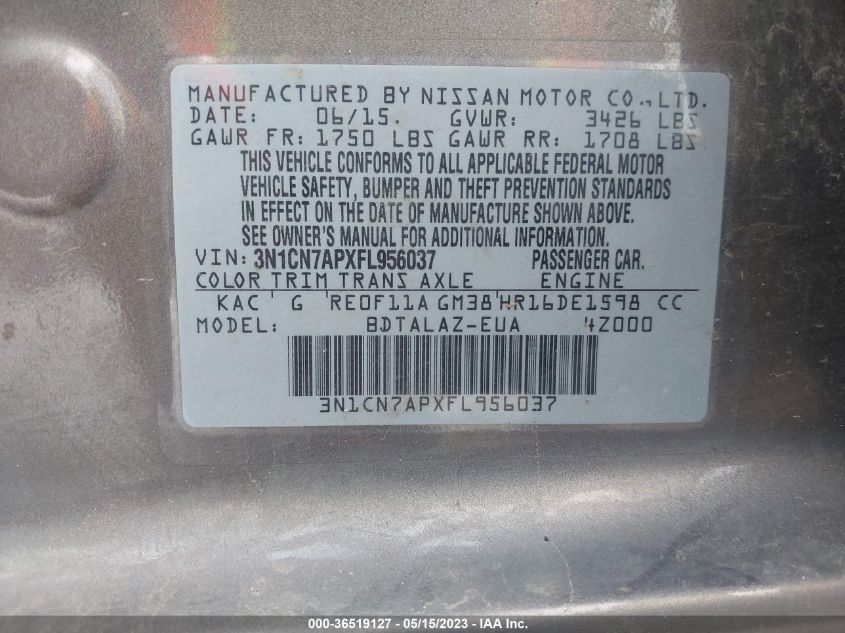 MANUFACTURED BY NISSAN MOTOR CO., LTD.
DATE: 06/15. GVWR: 3426 LBS
GAWR FR: 1750 LBS GAWR RR: 1708 LBS
THIS VEHICLE CONFORMS TO ALL APPLICABLE FEDERAL MOTOR
VEHICLE SAFETY, BUMPER AND THEFT PREVENTION STANDARDS
IN EFFECT ON THE DATE OF MANUFACTURE SHOWN ABOVE.
SEE OWNER'S MANUAL FOR ADDITIONAL INFORMATION.
VIN: 3N1CN7APXFL956037 PASSENGER CAR.
COLOR TRIM TRANS AXLE ENGINE
KAC G RE0F11A GM38 HR16DE1598 CC
MODEL: BDTALAZ-EUA 4Z000
3N1CN7APXFL956037
000-36519127 - 05/15/2023 - IAA Inc.